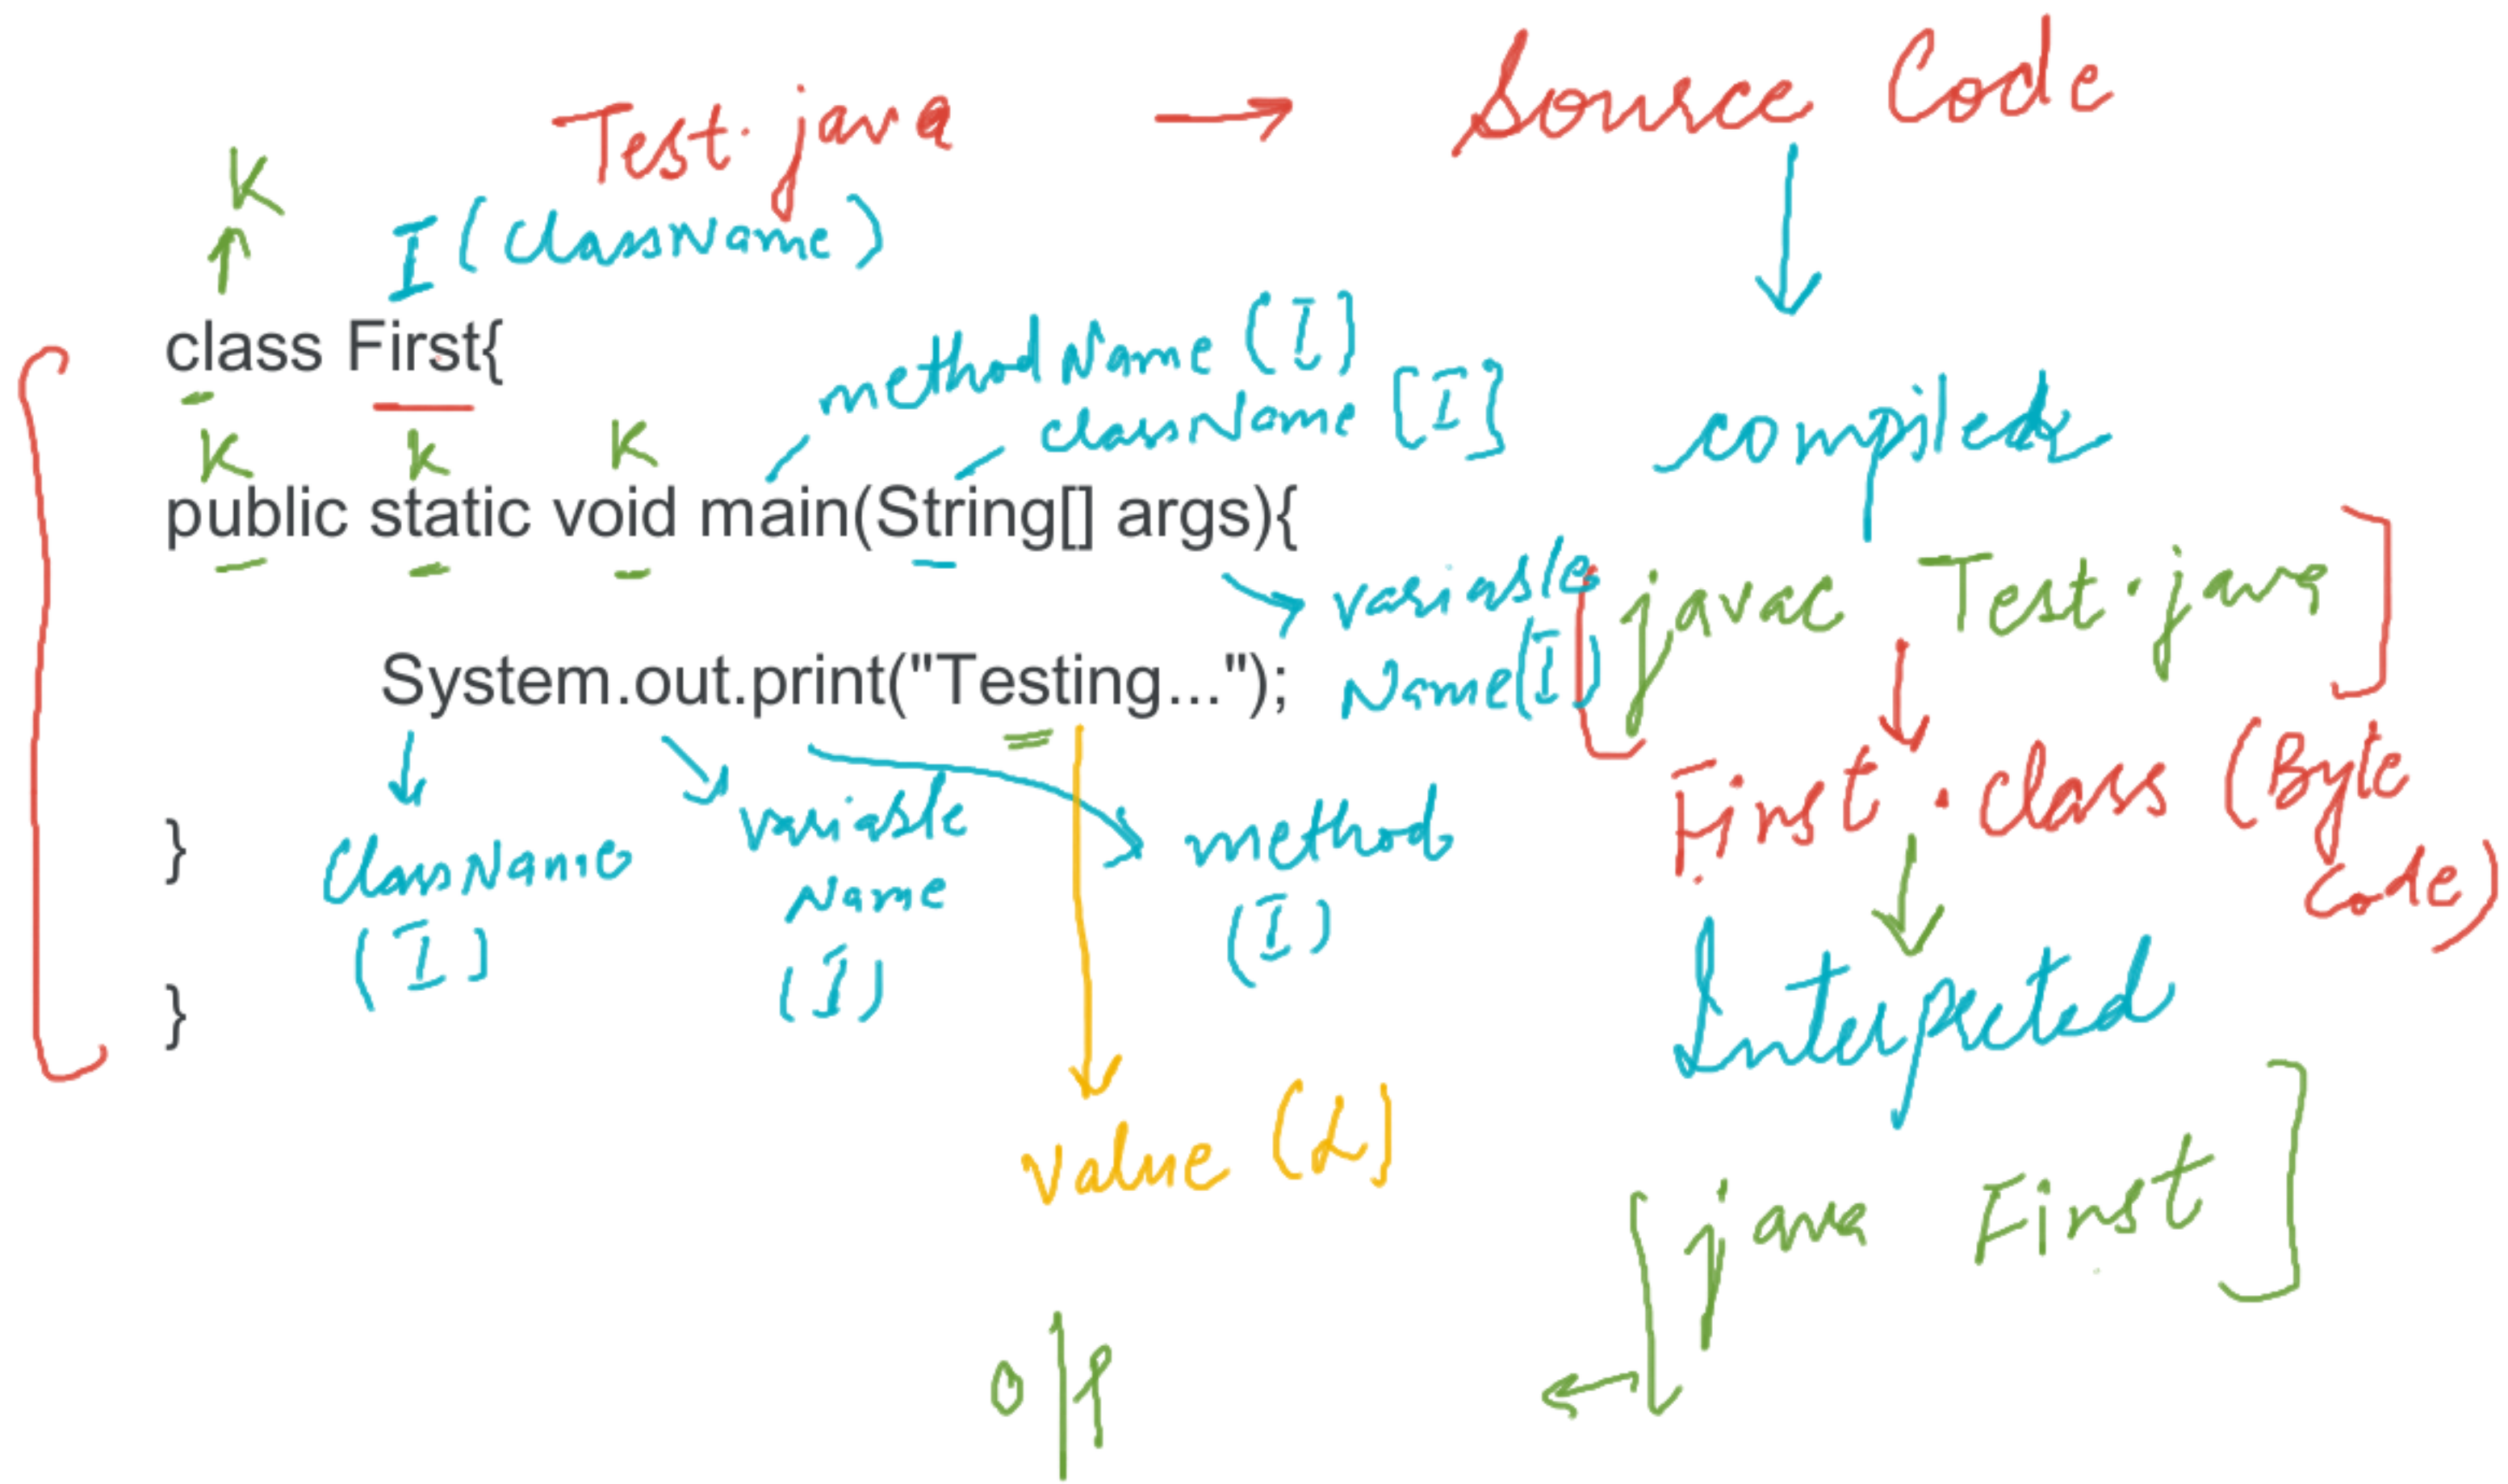 Test.java → Source Code
K
I (ClassName)
class First{
methodName (I)
className (I)
K K K
compiled
public static void main(String[] args){
variable
Name (I)
javac Test.java
System.out.print("Testing...");
First.class (Byte
Code)
}
ClassName
(I)
variable
Name
(I)
method
(I)
Interpreted
}
value (L)
java First
O/P